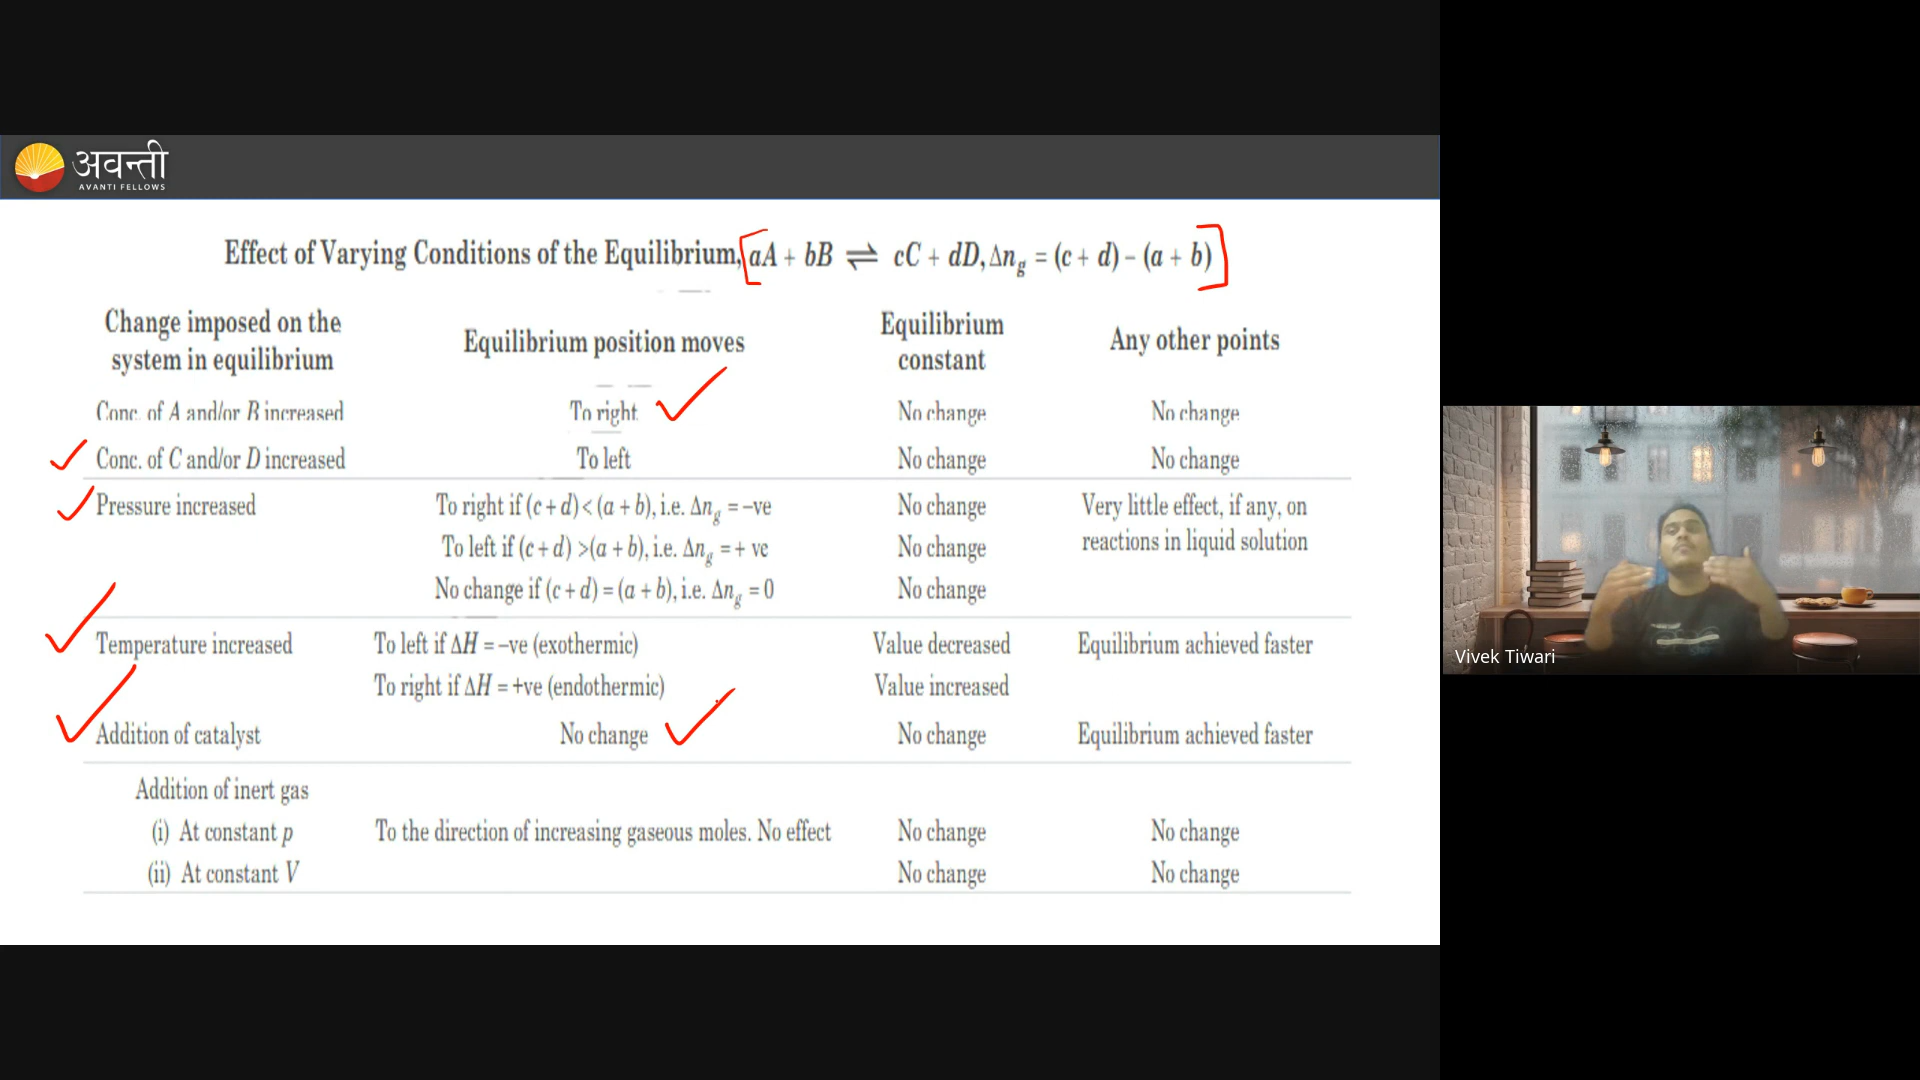 अवन्ती
AVANTI FELLOWS
Effect of Varying Conditions of the Equilibrium, aA + bB ⇌ cC + dD, Δn_g = (c + d) – (a + b)
Change imposed on the system in equilibrium	Equilibrium position moves	Equilibrium constant	Any other points
Conc. of A and/or B increased	To right	No change	No change
Conc. of C and/or D increased	To left	No change	No change
Pressure increased	To right if (c + d) < (a + b), i.e. Δn_g = –ve	No change	Very little effect, if any, on
To left if (c + d) >(a + b), i.e. Δn_g = + ve	No change	reactions in liquid solution
No change if (c + d) = (a + b), i.e. Δn_g = 0	No change
Temperature increased	To left if ΔH = –ve (exothermic)	Value decreased	Equilibrium achieved faster
To right if ΔH = +ve (endothermic)	Value increased
Addition of catalyst	No change	No change	Equilibrium achieved faster
Addition of inert gas
(i) At constant p	To the direction of increasing gaseous moles. No effect	No change	No change
(ii) At constant V	No change	No change
Vivek Tiwari